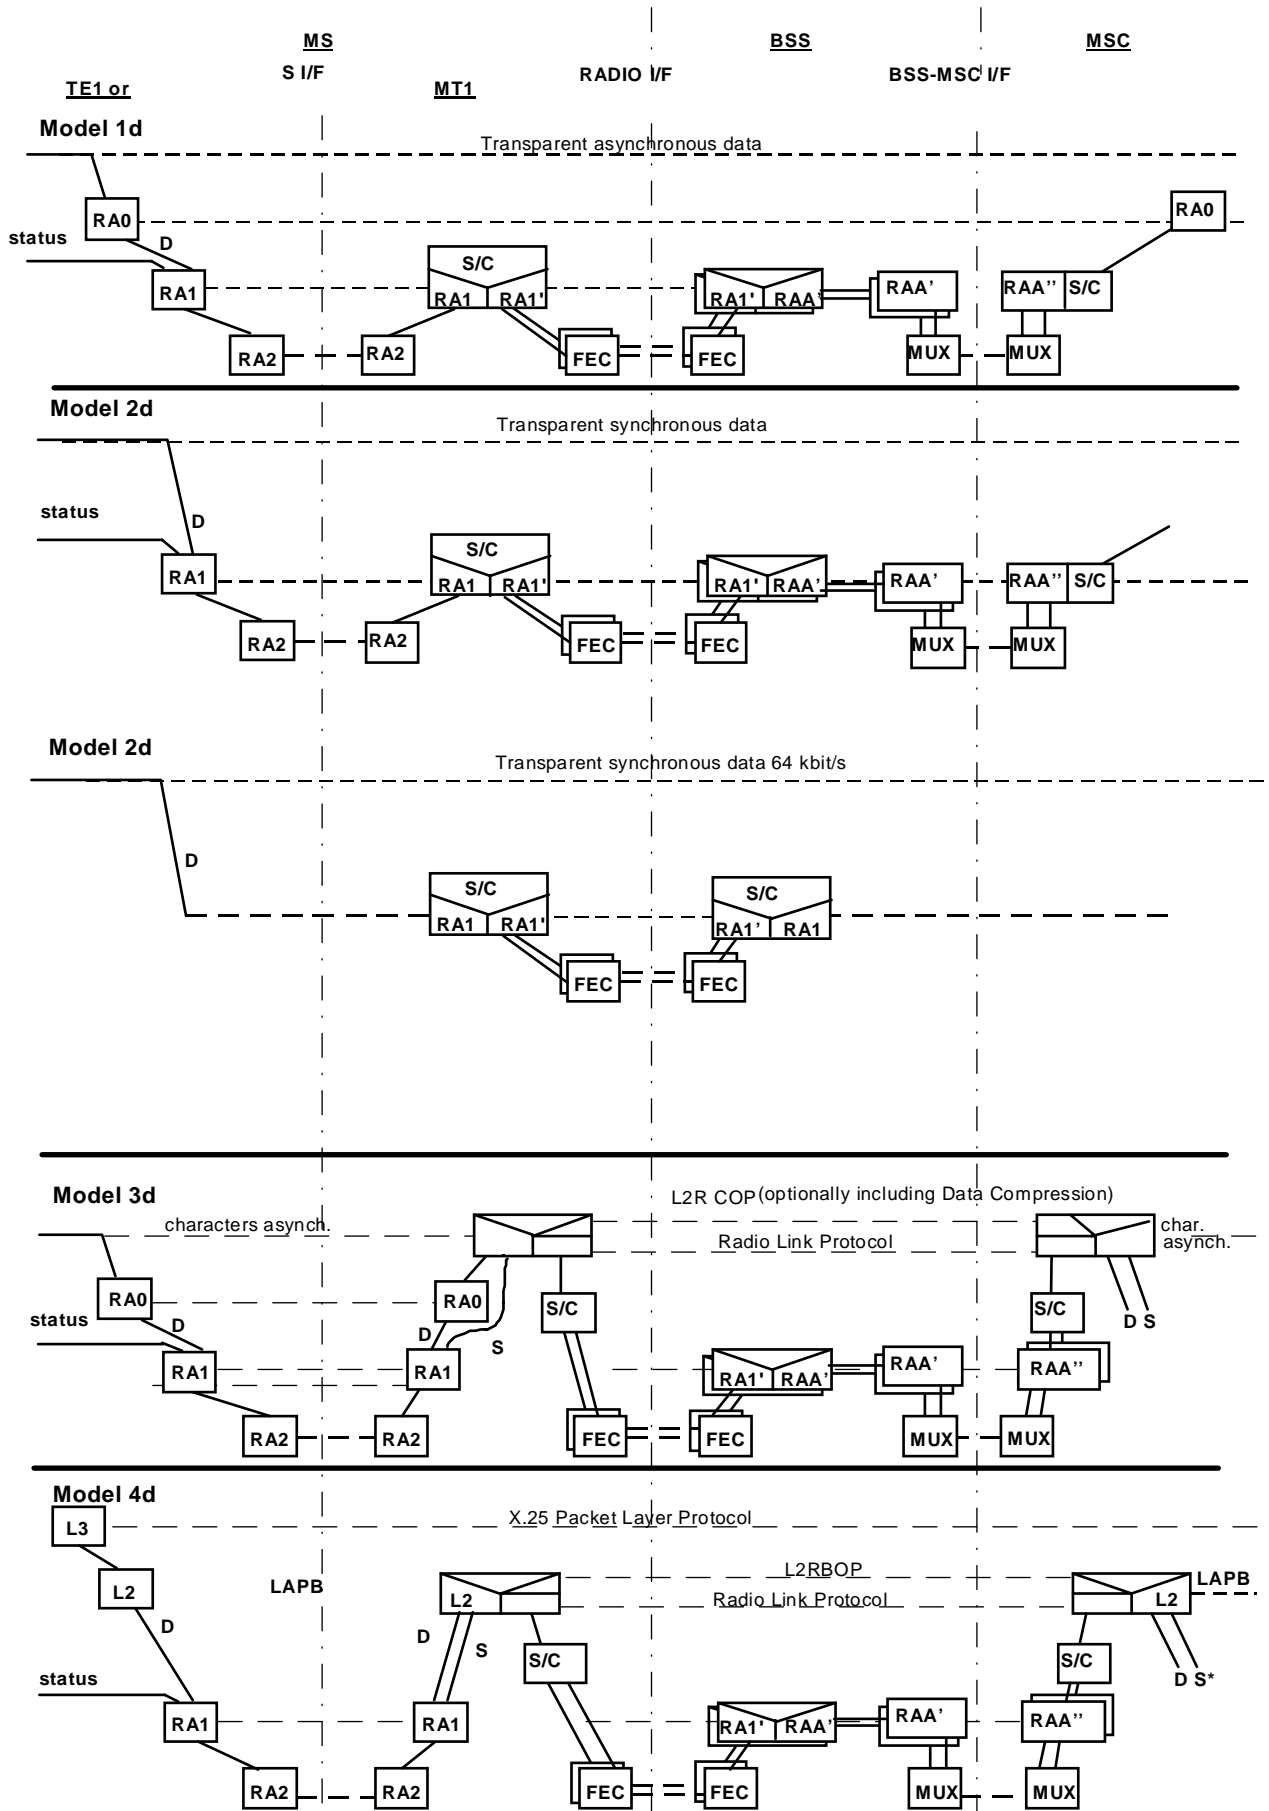 MS
BSS
MSC
S I/F
RADIO I/F
BSS-MSC I/F
TE1 or
MT1
Model 1d
Transparent asynchronous data
RA0
RA0
status
D
S/C
RA1
RA1
RA1'
RA1'
RAA'
RAA'
RAA''
S/C
RA2
RA2
FEC
FEC
MUX
MUX
Model 2d
Transparent synchronous data
status
D
S/C
RA1
RA1
RA1'
RA1'
RAA'
RAA'
RAA''
S/C
RA2
RA2
FEC
FEC
MUX
MUX
Model 2d
Transparent synchronous data 64 kbit/s
D
S/C
S/C
RA1
RA1'
RA1’
RA1
FEC
FEC
Model 3d
L2R COP(optionally including Data Compression)
characters asynch.
Radio Link Protocol
char.
asynch.
RA0
RA0
S/C
S/C
status
D
D
S
D S
RA1
RA1
RA1'
RAA'
RAA'
RAA''
RA2
RA2
FEC
FEC
MUX
MUX
Model 4d
L3
X.25 Packet Layer Protocol
L2
LAPB
L2RBOP
LAPB
L2
Radio Link Protocol
L2
D
D
S
S/C
S/C
D S*
status
RA1
RA1
RA1'
RAA'
RAA'
RAA''
RA2
RA2
FEC
FEC
MUX
MUX